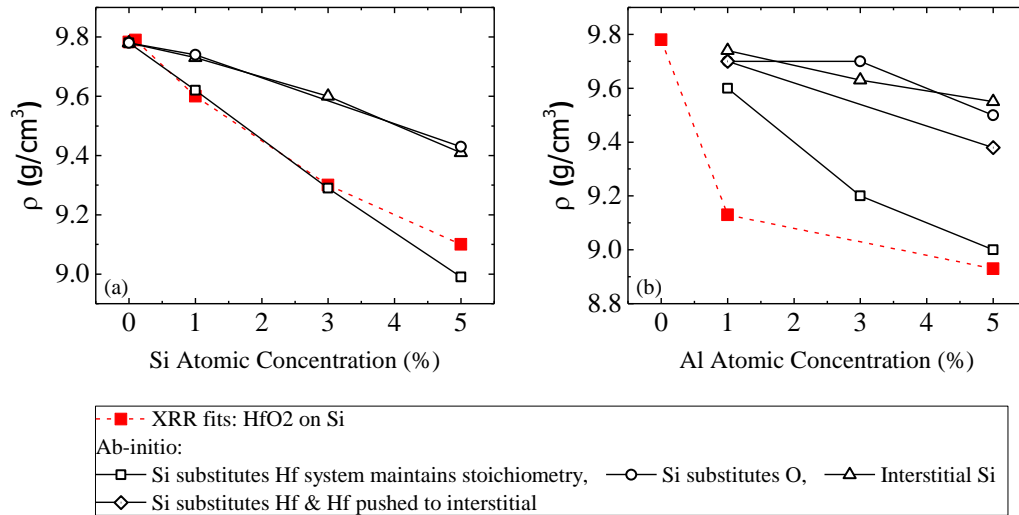 9.8
9.6
9.4
9.2
9.0
ρ (g/cm³)
(a)
0 1 2 3 4 5
Si Atomic Concentration (%)
9.8
9.6
9.4
9.2
9.0
8.8
ρ (g/cm³)
(b)
0 1 2 3 4 5
Al Atomic Concentration (%)
XRR fits: HfO2 on Si
Ab-initio:
Si substitutes Hf system maintains stoichiometry, Si substitutes O, Interstitial Si
Si substitutes Hf & Hf pushed to interstitial